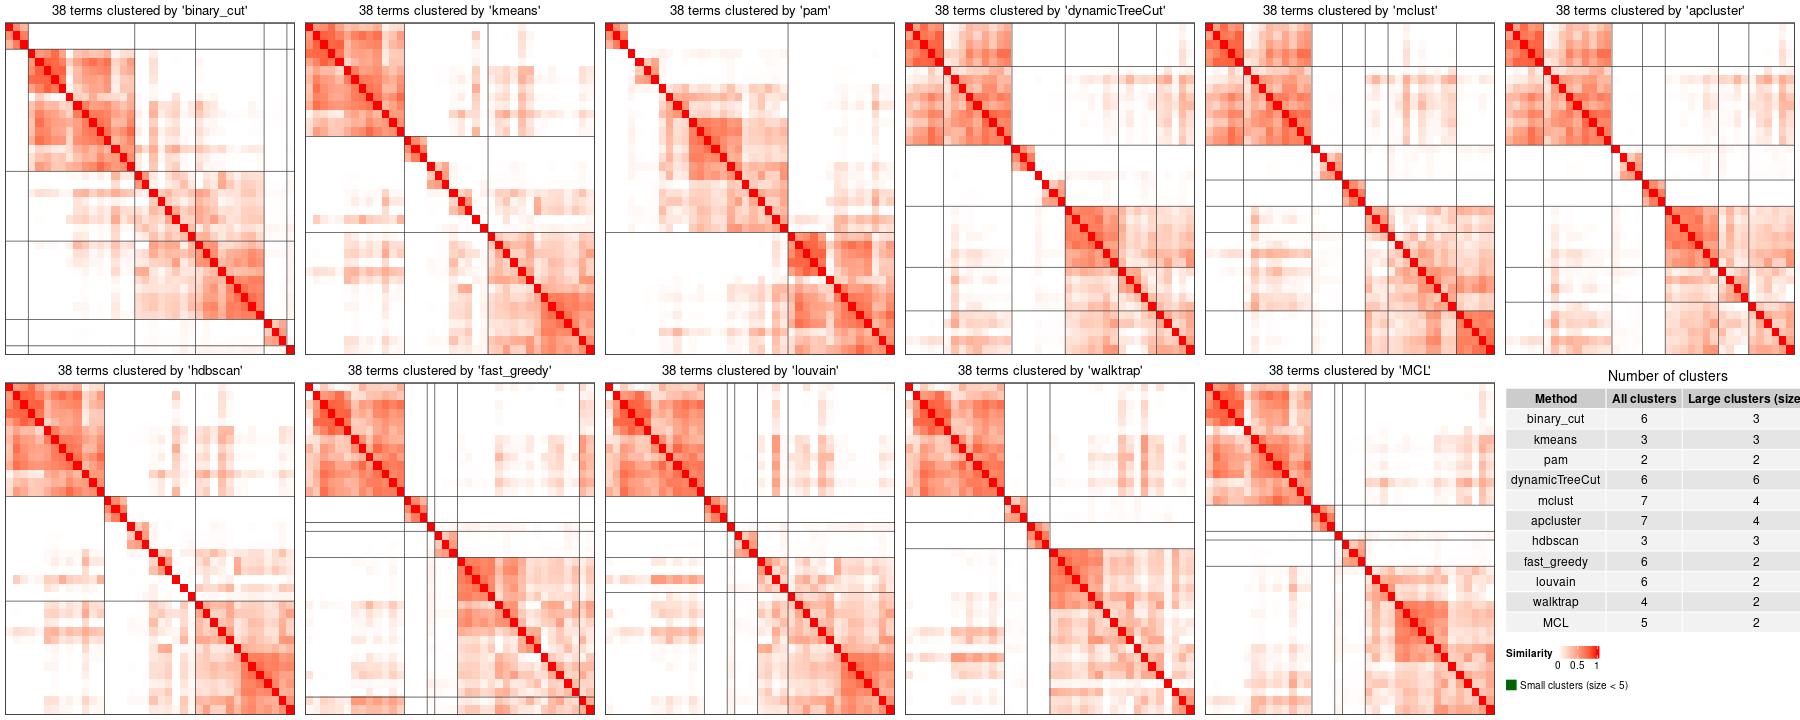 38 terms clustered by 'binary_cut'
38 terms clustered by 'kmeans'
38 terms clustered by 'pam'
38 terms clustered by 'dynamicTreeCut'
38 terms clustered by 'mclust'
38 terms clustered by 'apcluster'
38 terms clustered by 'hdbscan'
38 terms clustered by 'fast_greedy'
38 terms clustered by 'louvain'
38 terms clustered by 'walktrap'
38 terms clustered by 'MCL'
Number of clusters
Method All clusters Large clusters (size
binary_cut 6 3
kmeans 3 3
pam 2 2
dynamicTreeCut 6 6
mclust 7 4
apcluster 7 4
hdbscan 3 3
fast_greedy 6 2
louvain 6 2
walktrap 4 2
MCL 5 2
Similarity
0 0.5 1
Small clusters (size < 5)